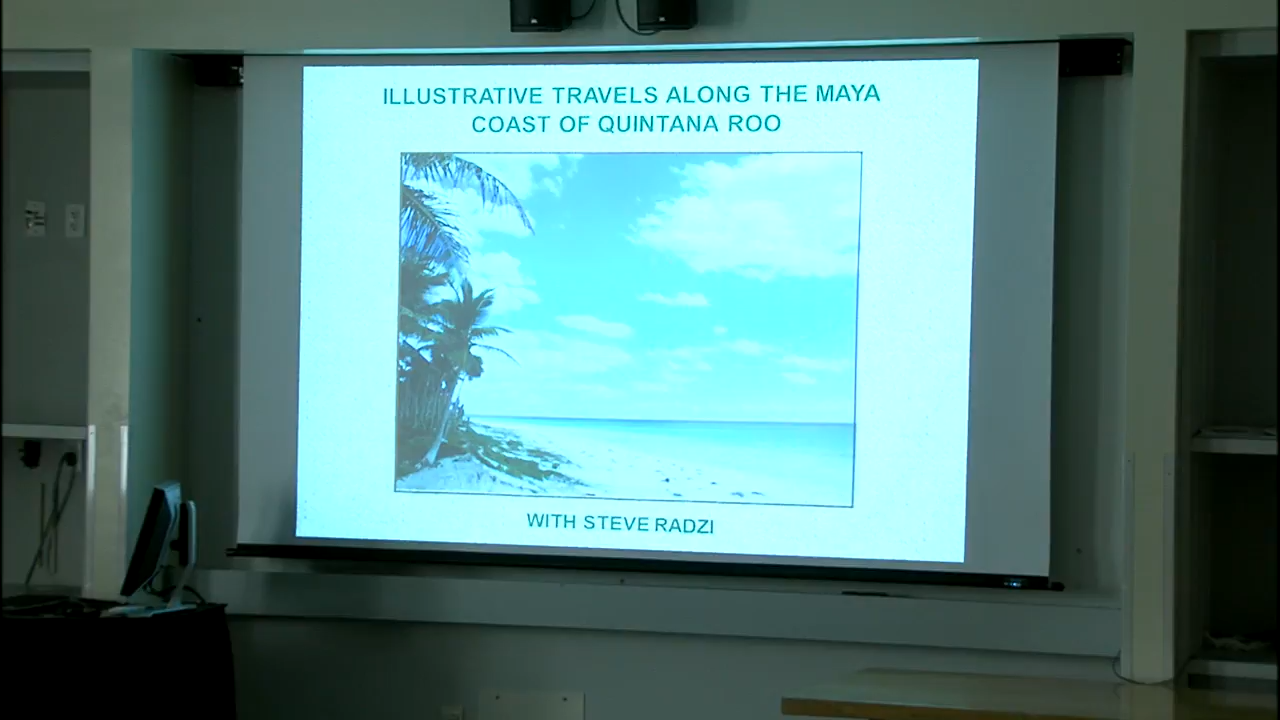 ILLUSTRATIVE TRAVELS ALONG THE MAYA
COAST OF QUINTANA ROO
WITH STEVE RADZI